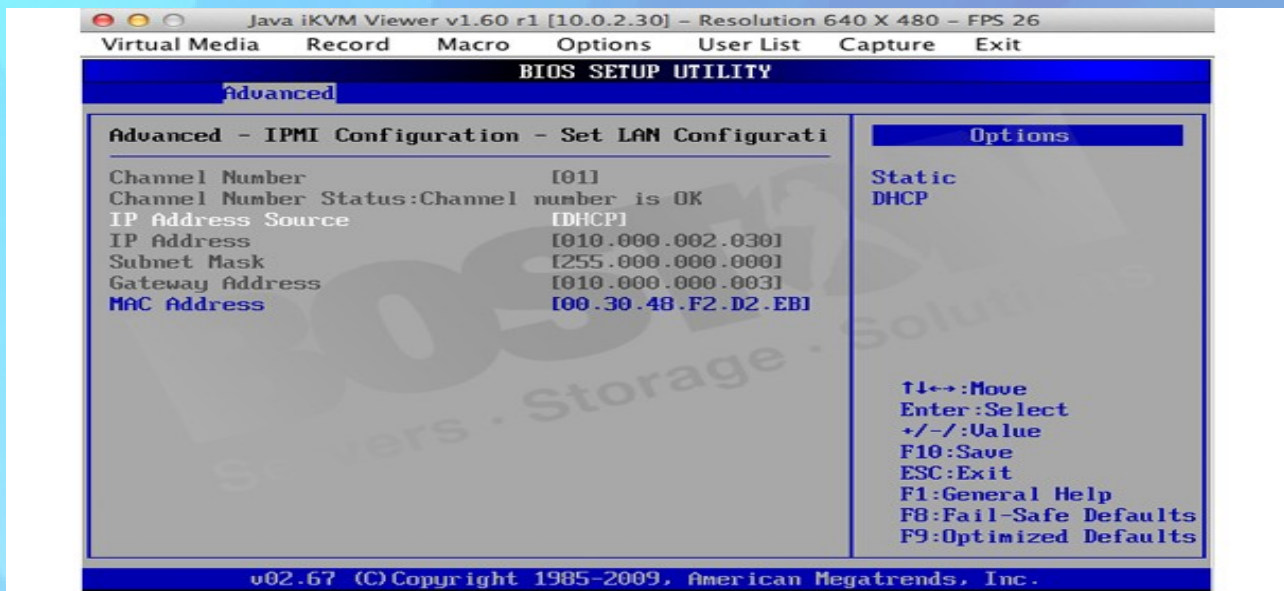 Java iKVM Viewer v1.60 r1 [10.0.2.30] – Resolution 640 X 480 – FPS 26
Virtual Media Record Macro Options User List Capture Exit
BIOS SETUP UTILITY
Advanced
Advanced - IPMI Configuration - Set LAN Configurati
Channel Number [01]
Channel Number Status:Channel number is OK
IP Address Source [DHCP]
IP Address [010.000.002.030]
Subnet Mask [255.000.000.000]
Gateway Address [010.000.000.003]
MAC Address [00.30.48.F2.D2.EB]
Options
Static
DHCP
↑↓←→:Move
Enter:Select
+/-/:Value
F10:Save
ESC:Exit
F1:General Help
F8:Fail-Safe Defaults
F9:Optimized Defaults
v02.67 (C)Copyright 1985-2009, American Megatrends, Inc.
BOSTON
Servers · Storage · Solutions